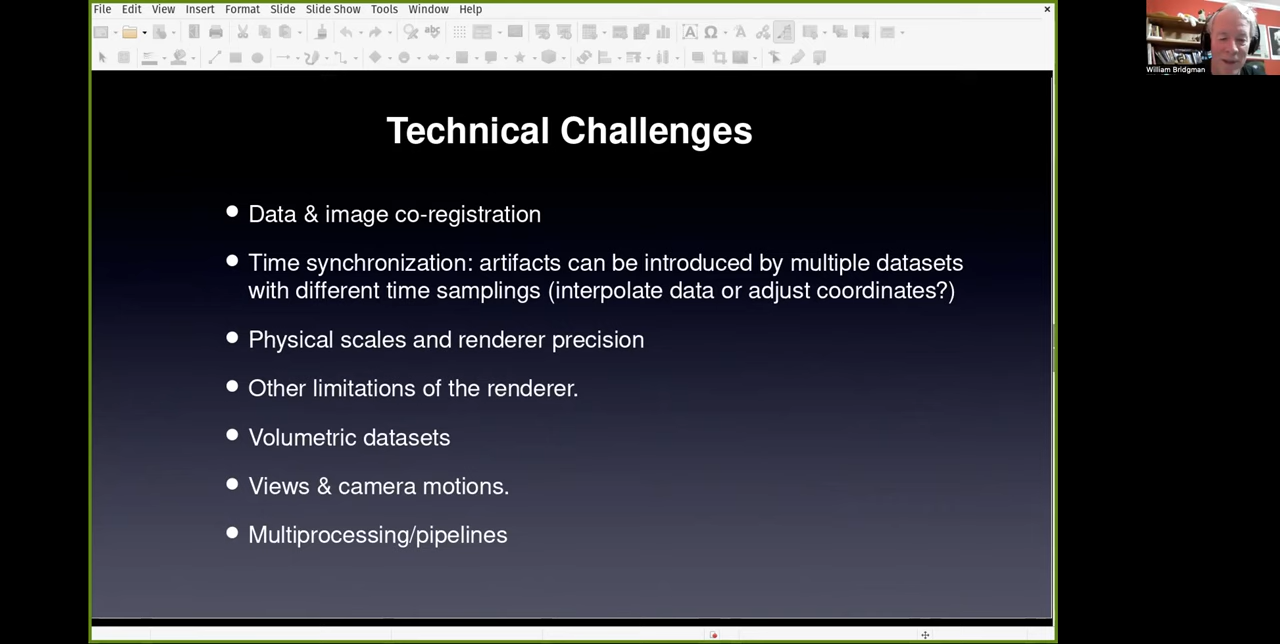 File Edit View Insert Format Slide Slide Show Tools Window Help
William Bridgman
Technical Challenges
Data & image co-registration
Time synchronization: artifacts can be introduced by multiple datasets
with different time samplings (interpolate data or adjust coordinates?)
Physical scales and renderer precision
Other limitations of the renderer.
Volumetric datasets
Views & camera motions.
Multiprocessing/pipelines